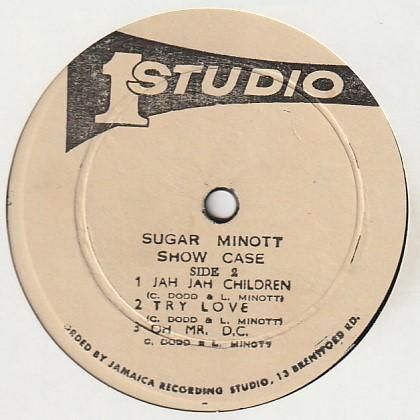 1 STUDIO
SUGAR MINOTT
SHOW CASE
SIDE 2
1 JAH JAH CHILDREN
(C. DODD & L. MINOTT)
2 TRY LOVE
(C. DODD & L. MINOTT)
3 OH MR. D.C.
C. DODD & L. MINOTT
ORDED BY JAMAICA RECORDING STUDIO, 13 BRENTFORD RD.